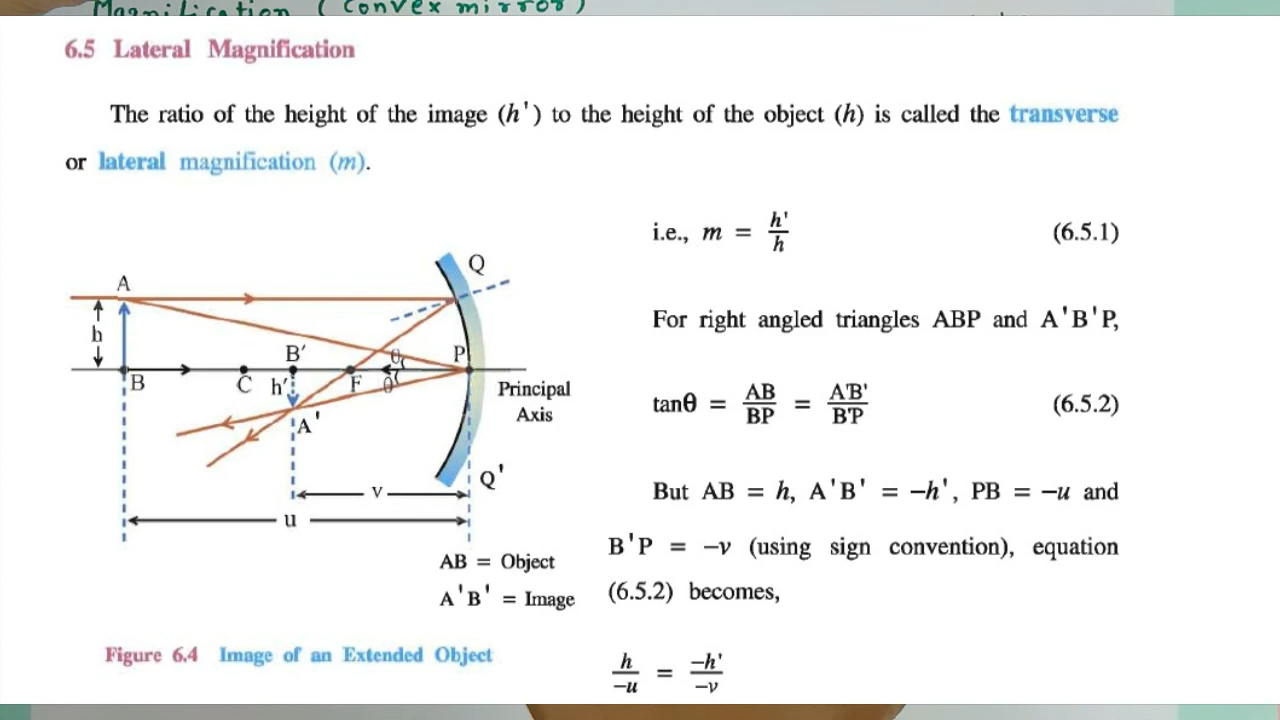 Magnification (Convex mirror)
6.5 Lateral Magnification
The ratio of the height of the image (h') to the height of the object (h) is called the transverse
or lateral magnification (m).
i.e., m = h'/h (6.5.1)
For right angled triangles ABP and A'B'P,
tanθ = AB/BP = A'B'/B'P (6.5.2)
But AB = h, A'B' = –h', PB = –u and
B'P = –v (using sign convention), equation
(6.5.2) becomes,
h/–u = –h'/–v
Q
A
h
B' θ P
B C h' F θ
Principal
Axis
A'
Q'
v
u
AB = Object
A'B' = Image
Figure 6.4 Image of an Extended Object